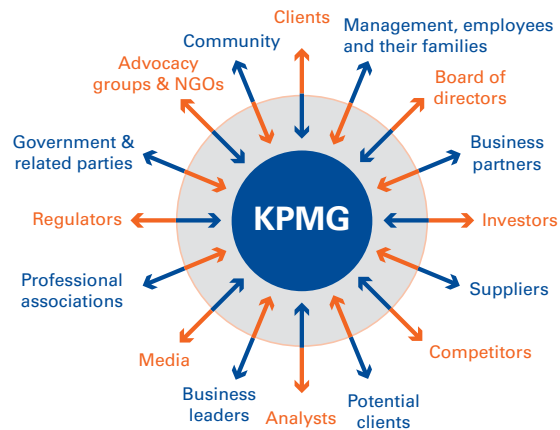 Clients
Management, employees
and their families
Board of
directors
Business
partners
Investors
Suppliers
Competitors
Potential
clients
Analysts
Business
leaders
Media
Professional
associations
Regulators
Government &
related parties
Advocacy
groups & NGOs
Community
KPMG